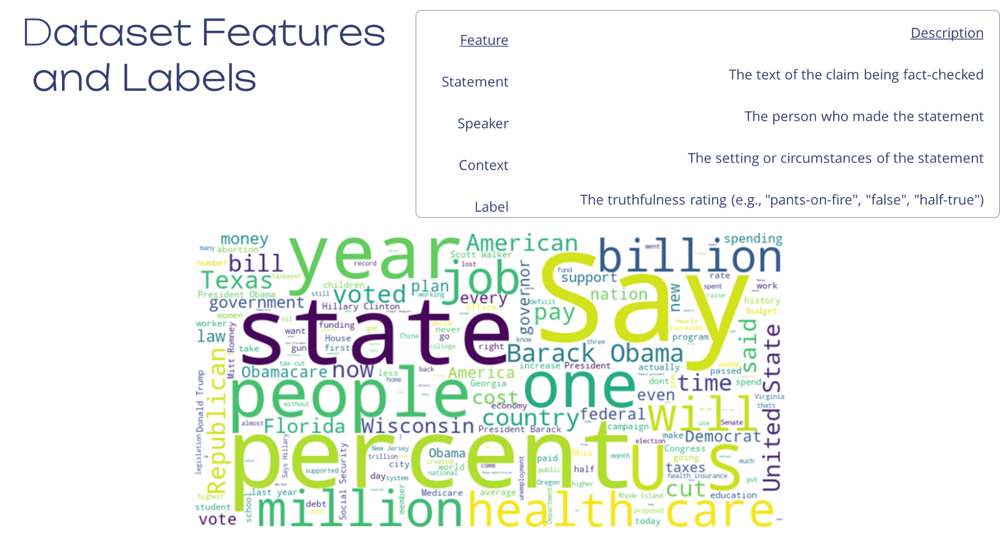 Dataset Features
and Labels
Feature Description
Statement The text of the claim being fact-checked
Speaker The person who made the statement
Context The setting or circumstances of the statement
Label The truthfulness rating (e.g., "pants-on-fire", "false", "half-true")
money
many abortion
number bill
year
American
Scott Walker
record
lost
job
governor
billion
went
spending
Say
fund
support
rate
spent
raise
work
Texas
taxpayer
children
President Obama
still
voted
plan
working
every
office
deficit
nation
pay
new
history
budget
government
Hillary Clinton
women
oil
worker
law
state
want
funding
got
House
first
gun
take
Mitt Romney
China
dollar
never
go
college
right
know
three
nearly
increased
program
said
State
United
Barack Obama
tax cut
Obamacare
now
less
home
back
America
Georgia
increase
President
actually
made
passed
dont
give
time
spend
Republican
Donald Trump
people
without
cost
economy
one
even
Virginia
thats
will
almost
Florida
Wisconsin
country
federal
President Barack
campaign
use
Senate
make
Democrat
legislation
percent
us
Says Hillary
supported
Social Security
New Jersey
trillion
city
day
system
Obama
created
world
national
come
paid
public
Oregon
Ohio
half
higher
month
election
Congress
going
taxes
much
health insurance
put
unemployment
highest
student
vote
school
last year
million
debt
used
member
Medicare
average
health care
Department
Rhode Island
proposed
today
cut
education